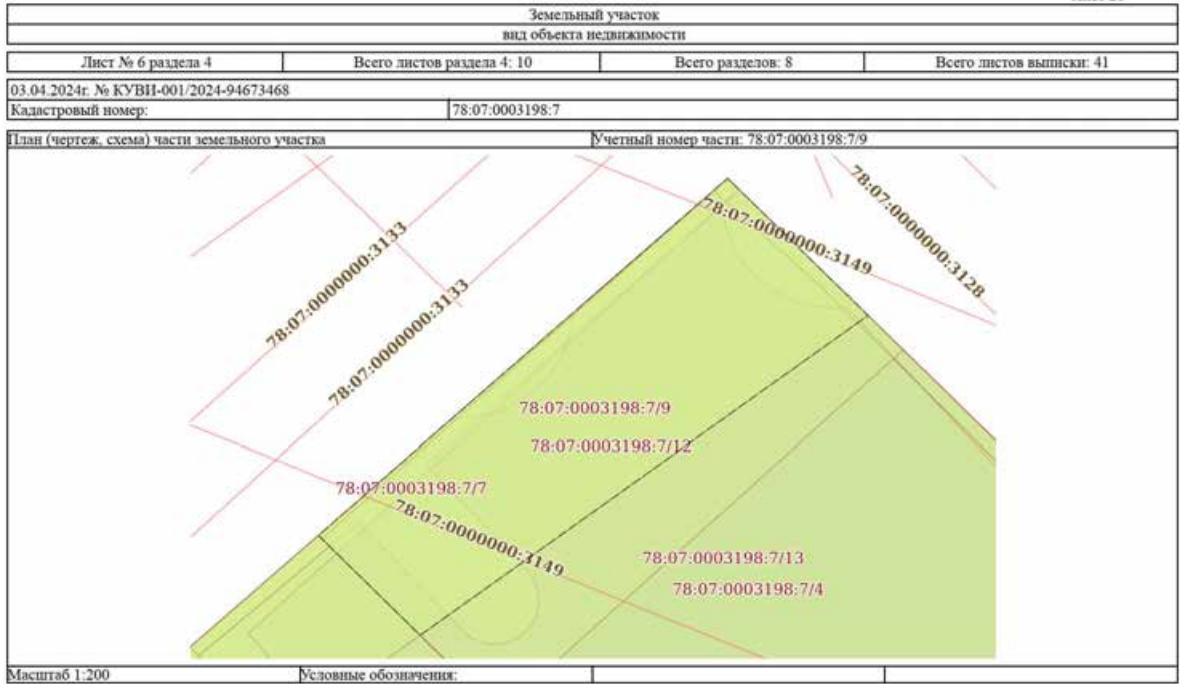 Земельный участок
вид объекта недвижимости
Лист № 6 раздела 4 Всего листов раздела 4: 10 Всего разделов: 8 Всего листов выписки: 41
03.04.2024г. № КУВИ-001/2024-94673468
Кадастровый номер: 78:07:0003198:7
План (чертеж, схема) части земельного участка Учетный номер части: 78:07:0003198:7/9
78:07:0000000:3133
78:07:0000000:3133
78:07:0000000:3149
78:07:0000000:3128
78:07:0003198:7/9
78:07:0003198:7/12
78:07:0003198:7/7
78:07:0000000:3149
78:07:0003198:7/13
78:07:0003198:7/4
Масштаб 1:200 Условные обозначения: